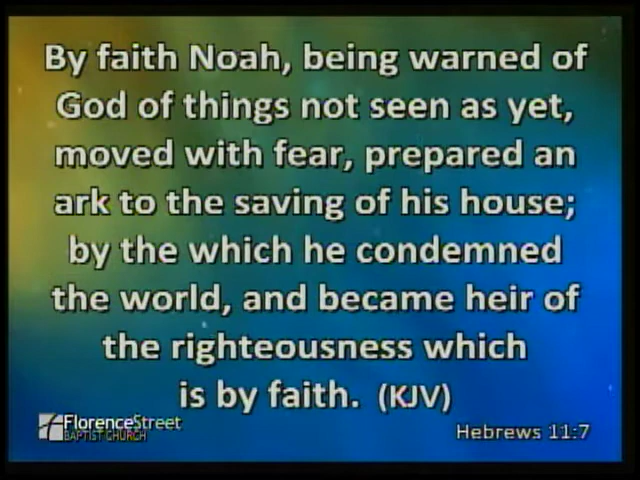 By faith Noah, being warned of
God of things not seen as yet,
moved with fear, prepared an
ark to the saving of his house;
by the which he condemned
the world, and became heir of
the righteousness which
is by faith. (KJV)
FlorenceStreet
BAPTIST CHURCH
Hebrews 11:7